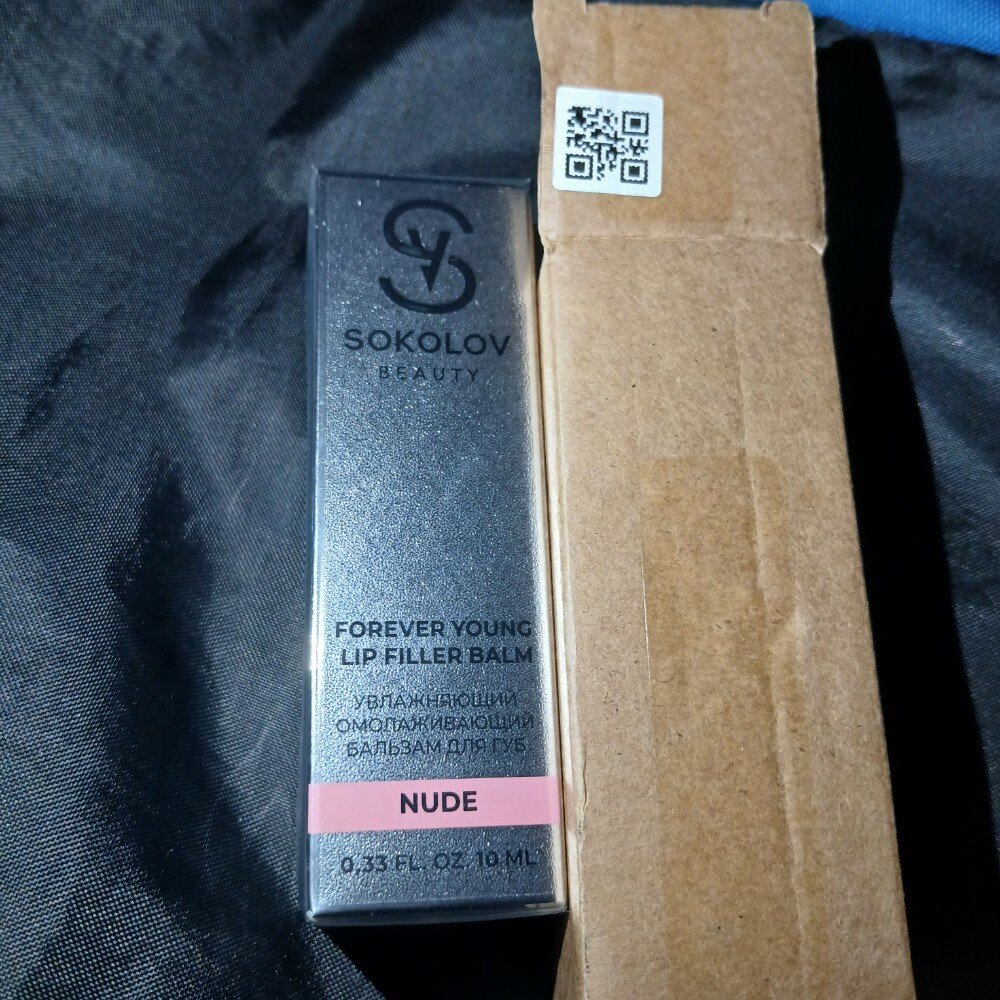 SOKOLOV
BEAUTY
FOREVER YOUNG
LIP FILLER BALM
УВЛАЖНЯЮЩИЙ
ОМОЛАЖИВАЮЩИЙ
БАЛЬЗАМ ДЛЯ ГУБ
NUDE
0,33 FL. OZ. 10 ML